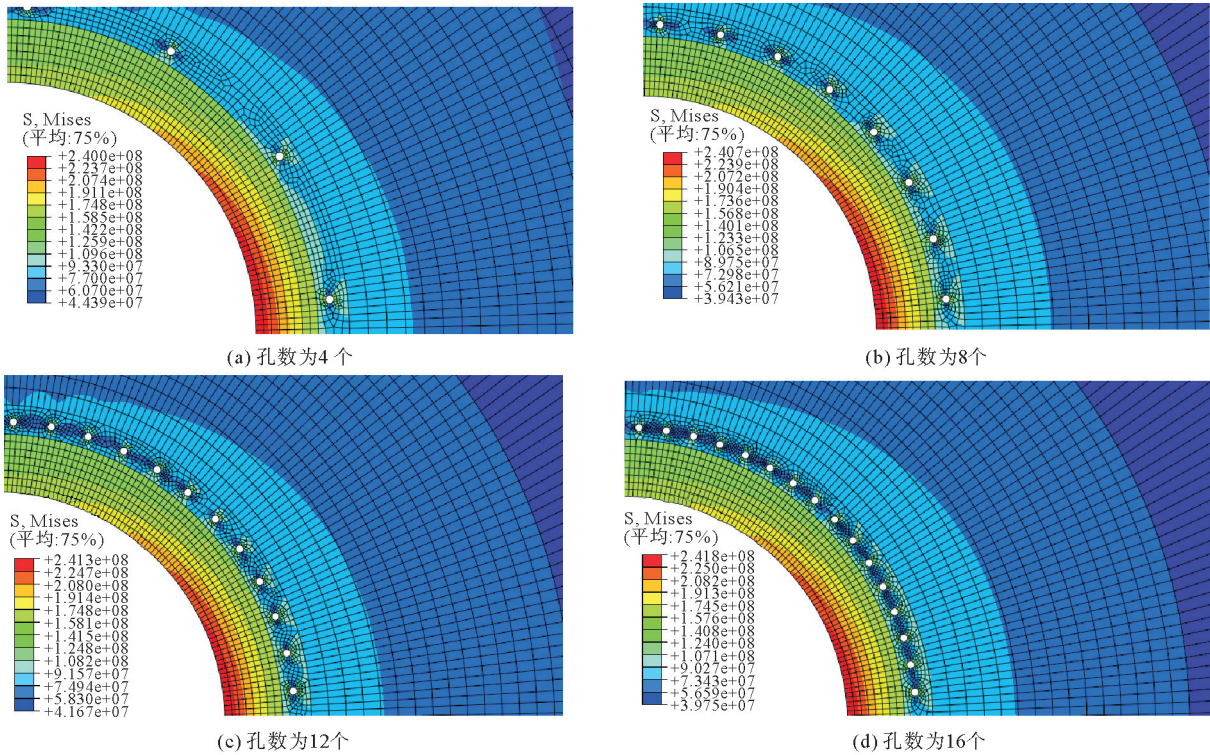 S, Mises
(平均:75%)
+2.400e+08
+2.237e+08
+2.074e+08
+1.911e+08
+1.748e+08
+1.585e+08
+1.422e+08
+1.259e+08
+1.096e+08
+9.330e+07
+7.700e+07
+6.070e+07
+4.439e+07
(a) 孔数为4 个
S, Mises
(平均:75%)
+2.407e+08
+2.239e+08
+2.072e+08
+1.904e+08
+1.736e+08
+1.568e+08
+1.401e+08
+1.233e+08
+1.065e+08
+8.975e+07
+7.298e+07
+5.621e+07
+3.943e+07
(b) 孔数为8个
S, Mises
(平均:75%)
+2.413e+08
+2.247e+08
+2.080e+08
+1.914e+08
+1.748e+08
+1.581e+08
+1.415e+08
+1.248e+08
+1.082e+08
+9.157e+07
+7.494e+07
+5.830e+07
+4.167e+07
(c) 孔数为12个
S, Mises
(平均:75%)
+2.418e+08
+2.250e+08
+2.082e+08
+1.913e+08
+1.745e+08
+1.576e+08
+1.408e+08
+1.240e+08
+1.071e+08
+9.027e+07
+7.343e+07
+5.659e+07
+3.975e+07
(d) 孔数为16个